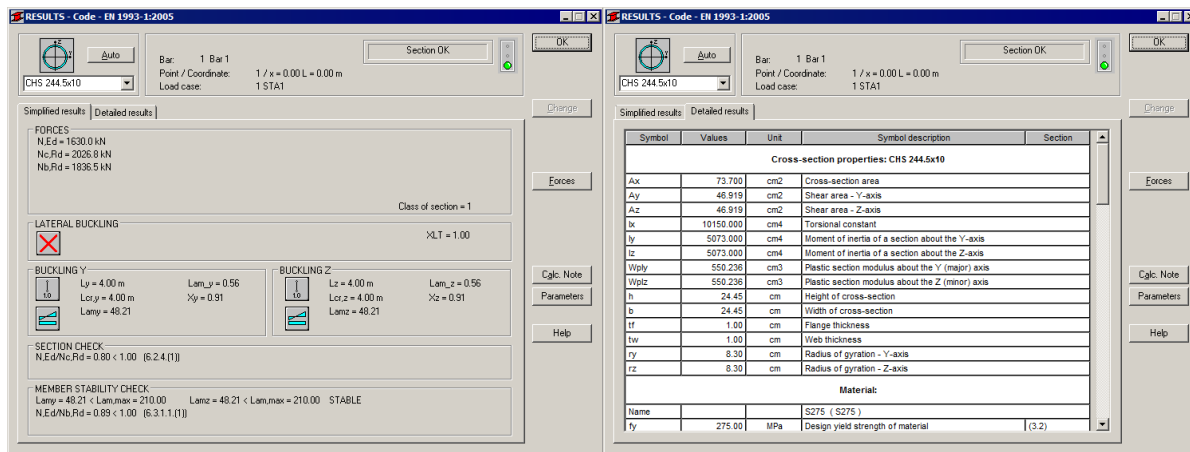 RESULTS - Code - EN 1993-1:2005
Auto
CHS 244.5x10
Bar: 1 Bar 1
Point / Coordinate: 1 / x = 0.00 L = 0.00 m
Load case: 1 STA1
Section OK
OK
Simplified results
Detailed results
Change
FORCES
N,Ed = 1630.0 kN
Nc,Rd = 2026.8 kN
Nb,Rd = 1836.5 kN
Class of section = 1
Forces
LATERAL BUCKLING
XLT = 1.00
BUCKLING Y
1.0
Ly = 4.00 m Lam_y = 0.56
Lcr,y = 4.00 m Xy = 0.91
Lamy = 48.21
BUCKLING Z
1.0
Lz = 4.00 m Lam_z = 0.56
Lcr,z = 4.00 m Xz = 0.91
Lamz = 48.21
Calc. Note
Parameters
Help
SECTION CHECK
N,Ed/Nc,Rd = 0.80 < 1.00 (6.2.4.(1))
MEMBER STABILITY CHECK
Lamy = 48.21 < Lam,max = 210.00 Lamz = 48.21 < Lam,max = 210.00 STABLE
N,Ed/Nb,Rd = 0.89 < 1.00 (6.3.1.1.(1))
RESULTS - Code - EN 1993-1:2005
Auto
CHS 244.5x10
Bar: 1 Bar 1
Point / Coordinate: 1 / x = 0.00 L = 0.00 m
Load case: 1 STA1
Section OK
OK
Simplified results
Detailed results
Change
Symbol Values Unit Symbol description Section
Cross-section properties: CHS 244.5x10
Ax 73.700 cm2 Cross-section area
Ay 46.919 cm2 Shear area - Y-axis
Az 46.919 cm2 Shear area - Z-axis
Ix 10150.000 cm4 Torsional constant
Iy 5073.000 cm4 Moment of inertia of a section about the Y-axis
Iz 5073.000 cm4 Moment of inertia of a section about the Z-axis
Wply 550.236 cm3 Plastic section modulus about the Y (major) axis
Wplz 550.236 cm3 Plastic section modulus about the Z (minor) axis
h 24.45 cm Height of cross-section
b 24.45 cm Width of cross-section
tf 1.00 cm Flange thickness
tw 1.00 cm Web thickness
ry 8.30 cm Radius of gyration - Y-axis
rz 8.30 cm Radius of gyration - Z-axis
Material:
Name S275 ( S275 )
fy 275.00 MPa Design yield strength of material (3.2)
Forces
Calc. Note
Parameters
Help